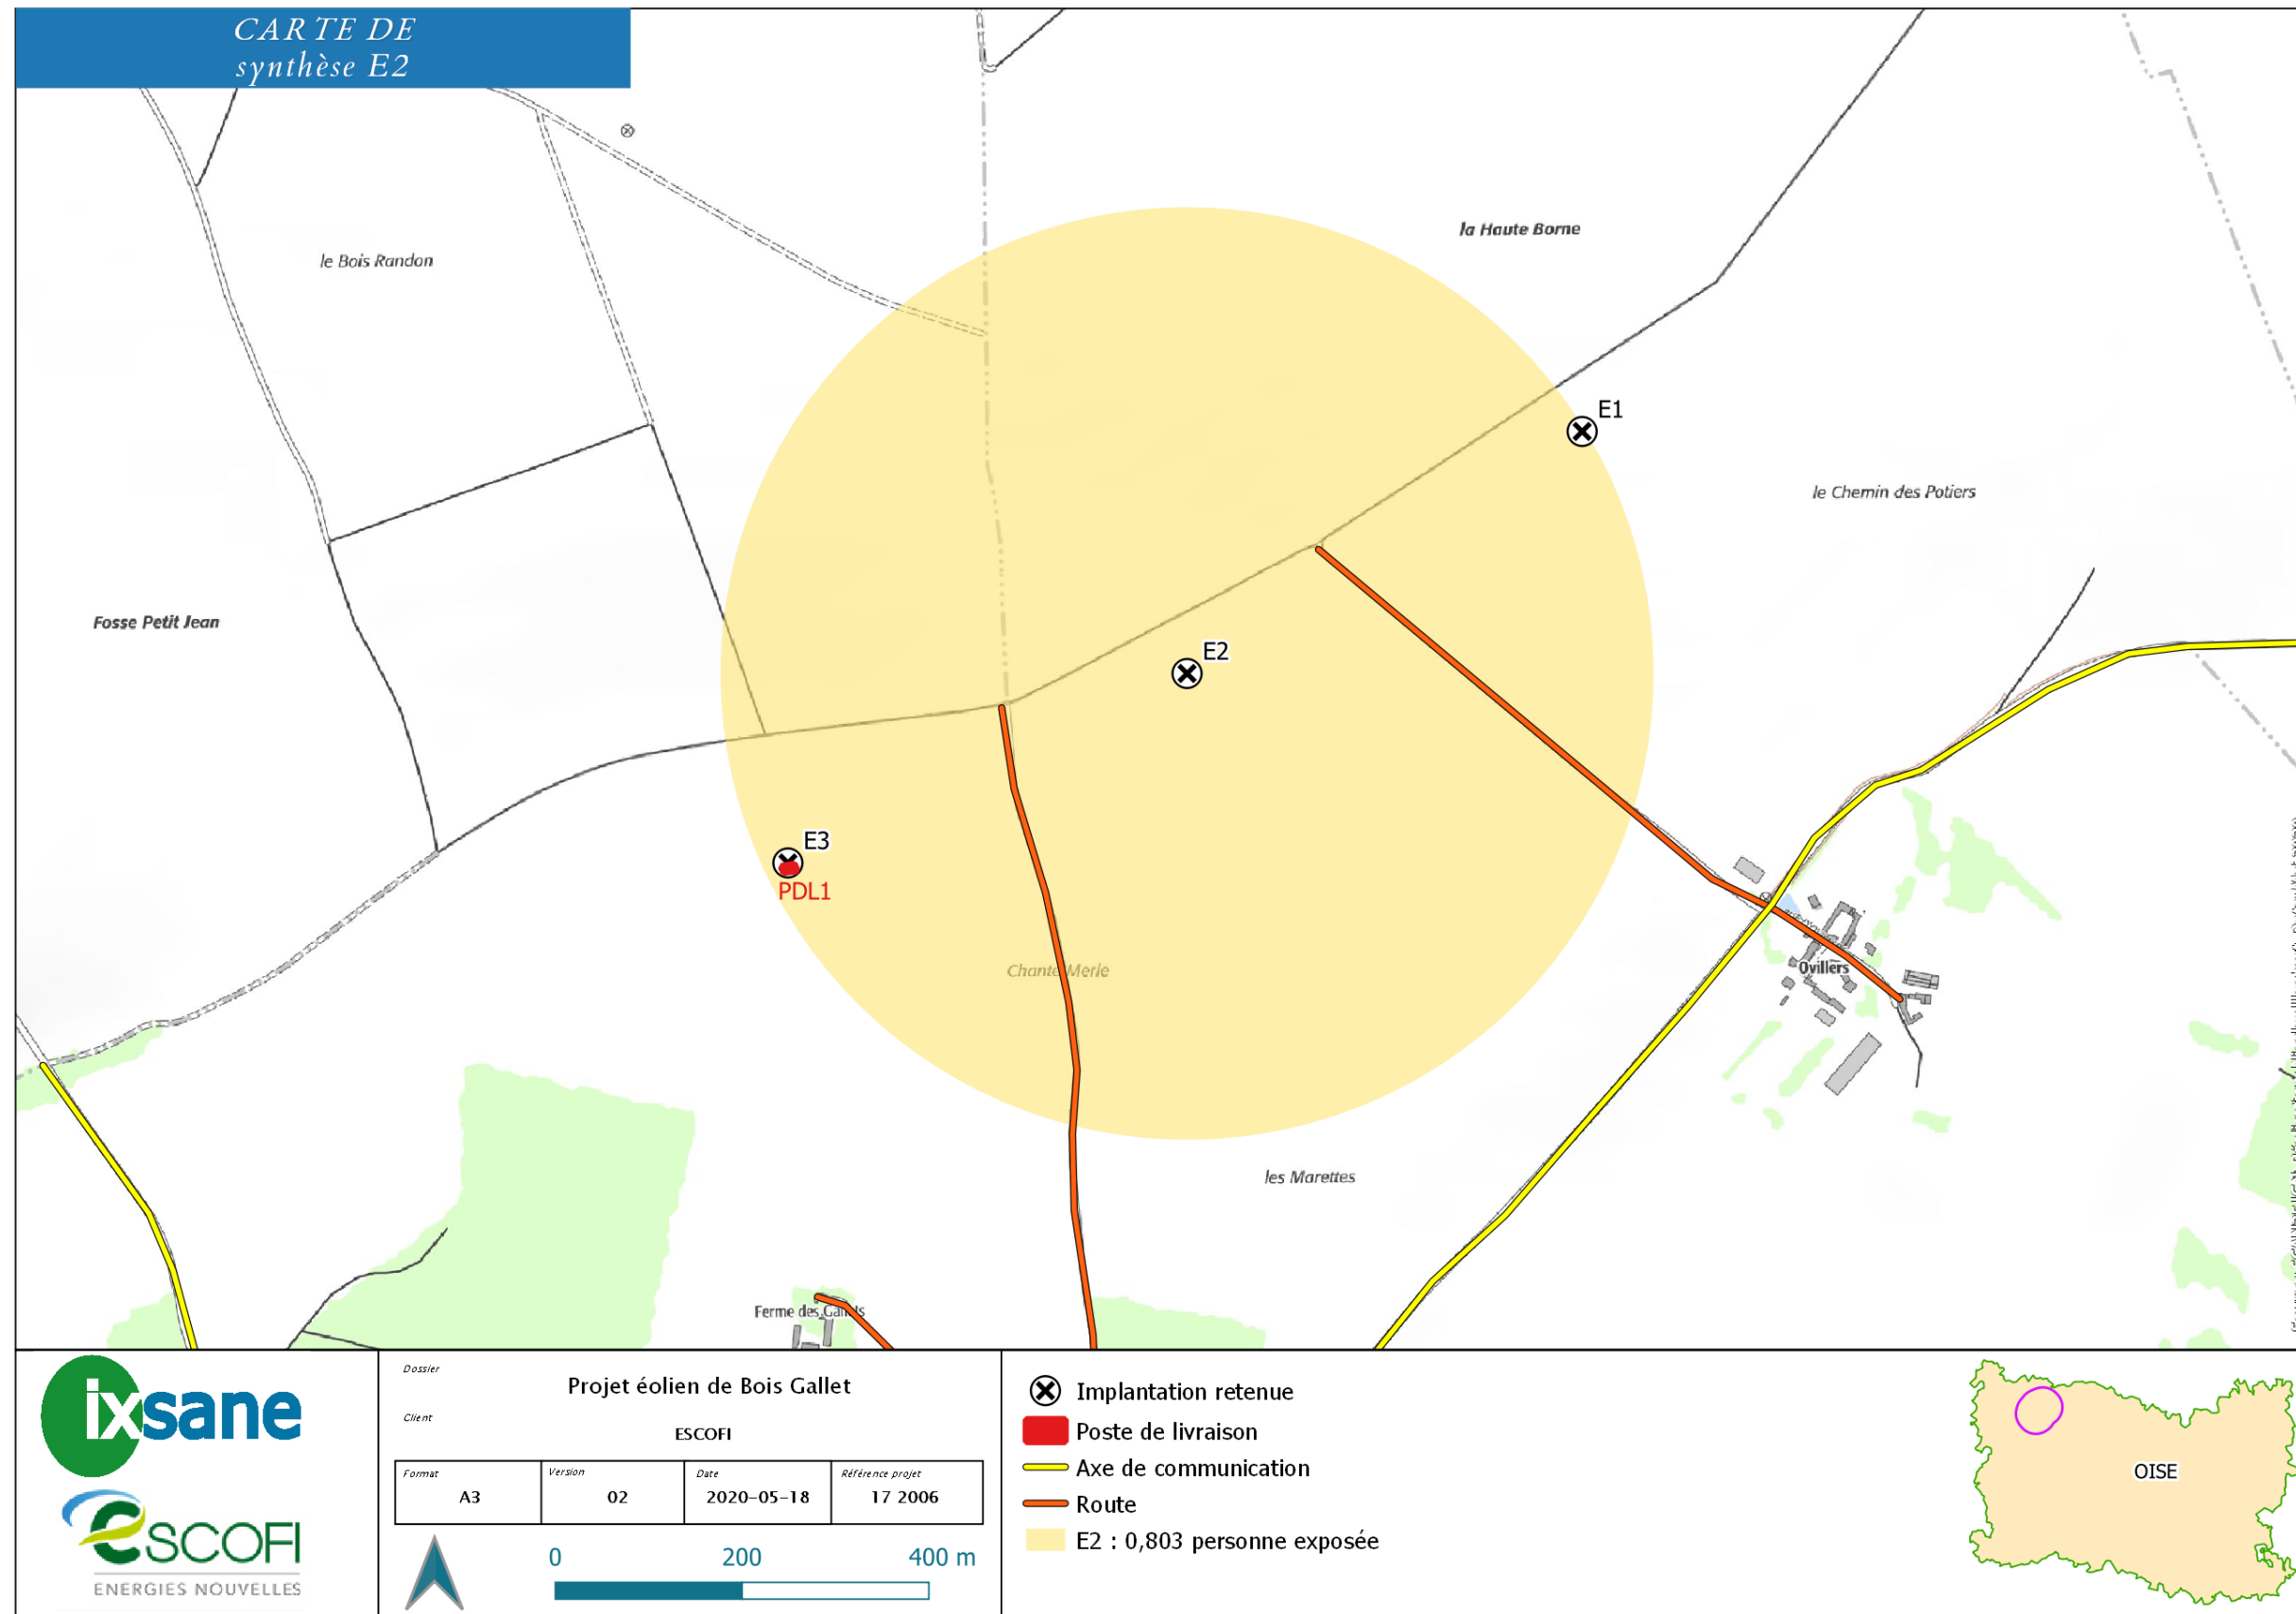 CARTE DE
synthèse E2
la Haute Borne
le Bois Randon
E1
le Chemin des Potiers
Fosse Petit Jean
E2
E3
PDL1
Chante Merle
Ovillers
les Marettes
Ferme des Gallets
ixsane
ESCOFI
ENERGIES NOUVELLES
Dossier
Projet éolien de Bois Gallet
Client
ESCOFI
Format
A3
Version
02
Date
2020-05-18
Référence projet
17 2006
0 200 400 m
Implantation retenue
Poste de livraison
Axe de communication
Route
E2 : 0,803 personne exposée
OISE